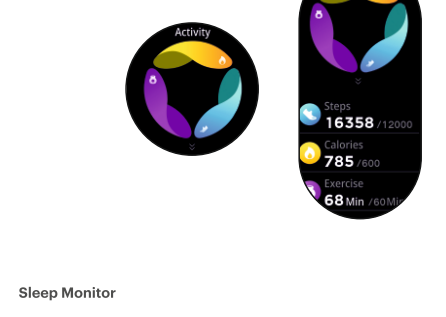 Activity
Steps
16358 /12000
Calories
785 /600
Exercise
68 Min /60Min
Sleep Monitor